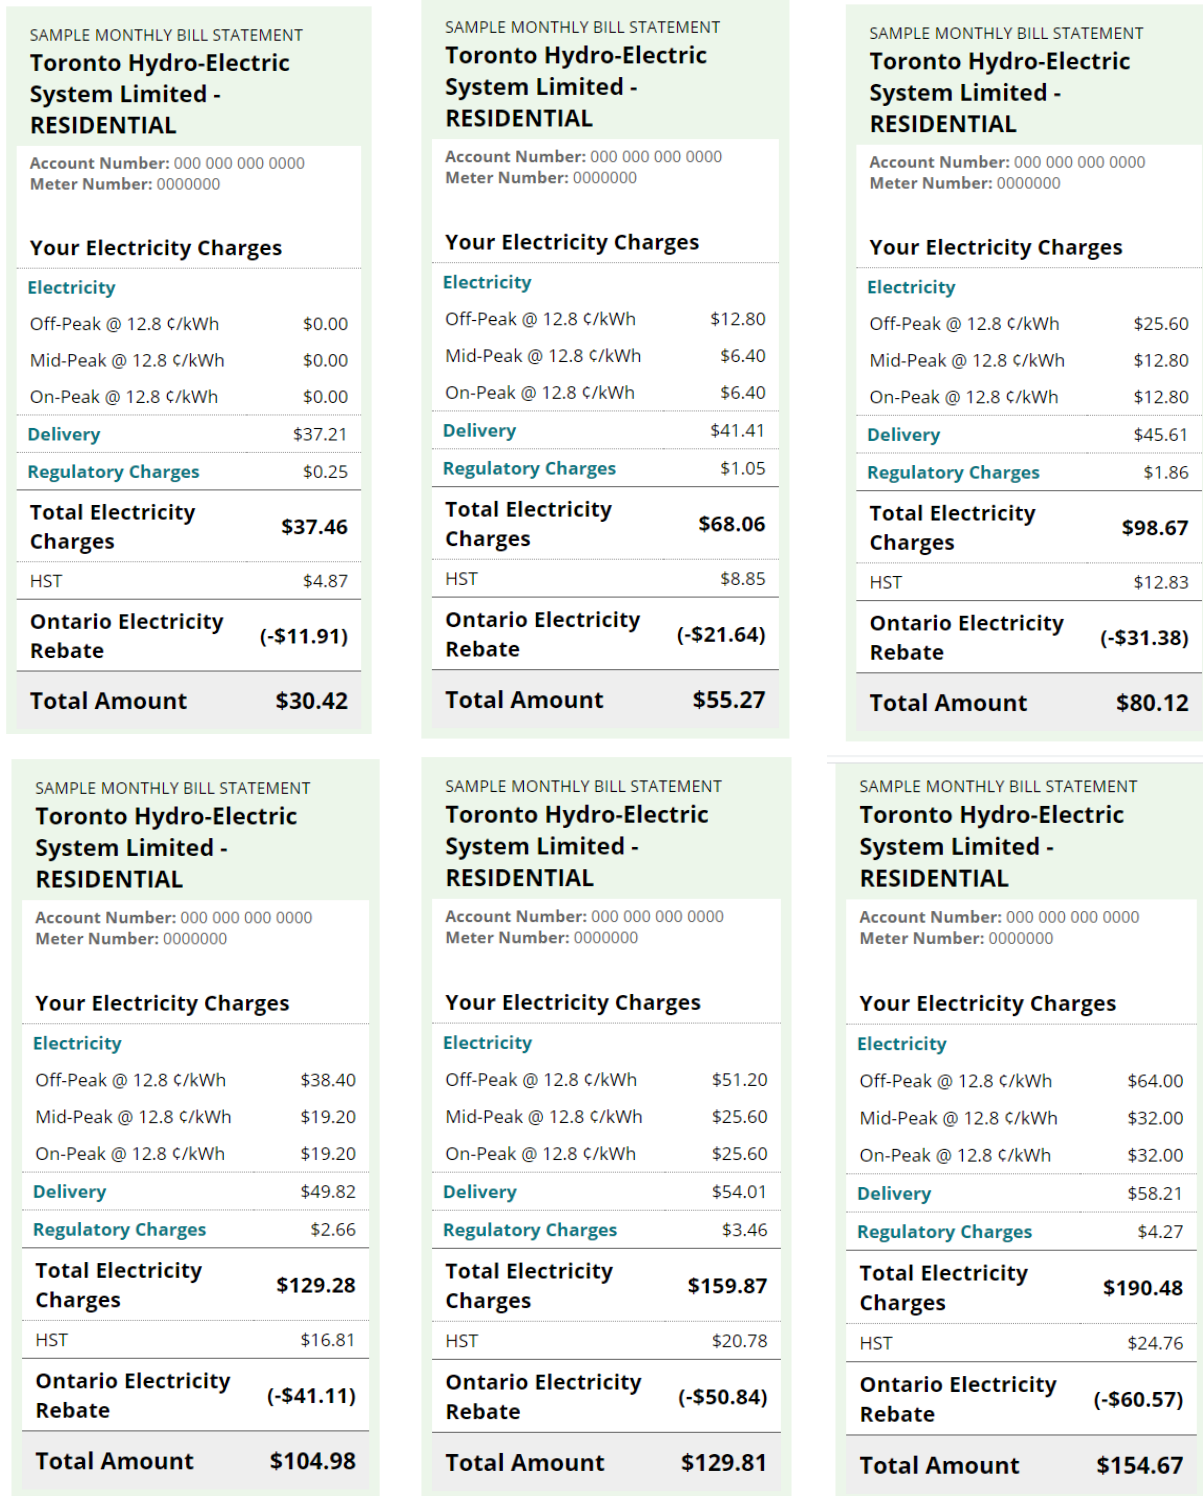 SAMPLE MONTHLY BILL STATEMENT
Toronto Hydro-Electric
System Limited -
RESIDENTIAL
Account Number: 000 000 000 0000
Meter Number: 0000000
Your Electricity Charges
Electricity
Off-Peak @ 12.8 ¢/kWh $0.00
Mid-Peak @ 12.8 ¢/kWh $0.00
On-Peak @ 12.8 ¢/kWh $0.00
Delivery $37.21
Regulatory Charges $0.25
Total Electricity
Charges $37.46
HST $4.87
Ontario Electricity
Rebate (-$11.91)
Total Amount $30.42
SAMPLE MONTHLY BILL STATEMENT
Toronto Hydro-Electric
System Limited -
RESIDENTIAL
Account Number: 000 000 000 0000
Meter Number: 0000000
Your Electricity Charges
Electricity
Off-Peak @ 12.8 ¢/kWh $12.80
Mid-Peak @ 12.8 ¢/kWh $6.40
On-Peak @ 12.8 ¢/kWh $6.40
Delivery $41.41
Regulatory Charges $1.05
Total Electricity
Charges $68.06
HST $8.85
Ontario Electricity
Rebate (-$21.64)
Total Amount $55.27
SAMPLE MONTHLY BILL STATEMENT
Toronto Hydro-Electric
System Limited -
RESIDENTIAL
Account Number: 000 000 000 0000
Meter Number: 0000000
Your Electricity Charges
Electricity
Off-Peak @ 12.8 ¢/kWh $25.60
Mid-Peak @ 12.8 ¢/kWh $12.80
On-Peak @ 12.8 ¢/kWh $12.80
Delivery $45.61
Regulatory Charges $1.86
Total Electricity
Charges $98.67
HST $12.83
Ontario Electricity
Rebate (-$31.38)
Total Amount $80.12
SAMPLE MONTHLY BILL STATEMENT
Toronto Hydro-Electric
System Limited -
RESIDENTIAL
Account Number: 000 000 000 0000
Meter Number: 0000000
Your Electricity Charges
Electricity
Off-Peak @ 12.8 ¢/kWh $38.40
Mid-Peak @ 12.8 ¢/kWh $19.20
On-Peak @ 12.8 ¢/kWh $19.20
Delivery $49.82
Regulatory Charges $2.66
Total Electricity
Charges $129.28
HST $16.81
Ontario Electricity
Rebate (-$41.11)
Total Amount $104.98
SAMPLE MONTHLY BILL STATEMENT
Toronto Hydro-Electric
System Limited -
RESIDENTIAL
Account Number: 000 000 000 0000
Meter Number: 0000000
Your Electricity Charges
Electricity
Off-Peak @ 12.8 ¢/kWh $51.20
Mid-Peak @ 12.8 ¢/kWh $25.60
On-Peak @ 12.8 ¢/kWh $25.60
Delivery $54.01
Regulatory Charges $3.46
Total Electricity
Charges $159.87
HST $20.78
Ontario Electricity
Rebate (-$50.84)
Total Amount $129.81
SAMPLE MONTHLY BILL STATEMENT
Toronto Hydro-Electric
System Limited -
RESIDENTIAL
Account Number: 000 000 000 0000
Meter Number: 0000000
Your Electricity Charges
Electricity
Off-Peak @ 12.8 ¢/kWh $64.00
Mid-Peak @ 12.8 ¢/kWh $32.00
On-Peak @ 12.8 ¢/kWh $32.00
Delivery $58.21
Regulatory Charges $4.27
Total Electricity
Charges $190.48
HST $24.76
Ontario Electricity
Rebate (-$60.57)
Total Amount $154.67